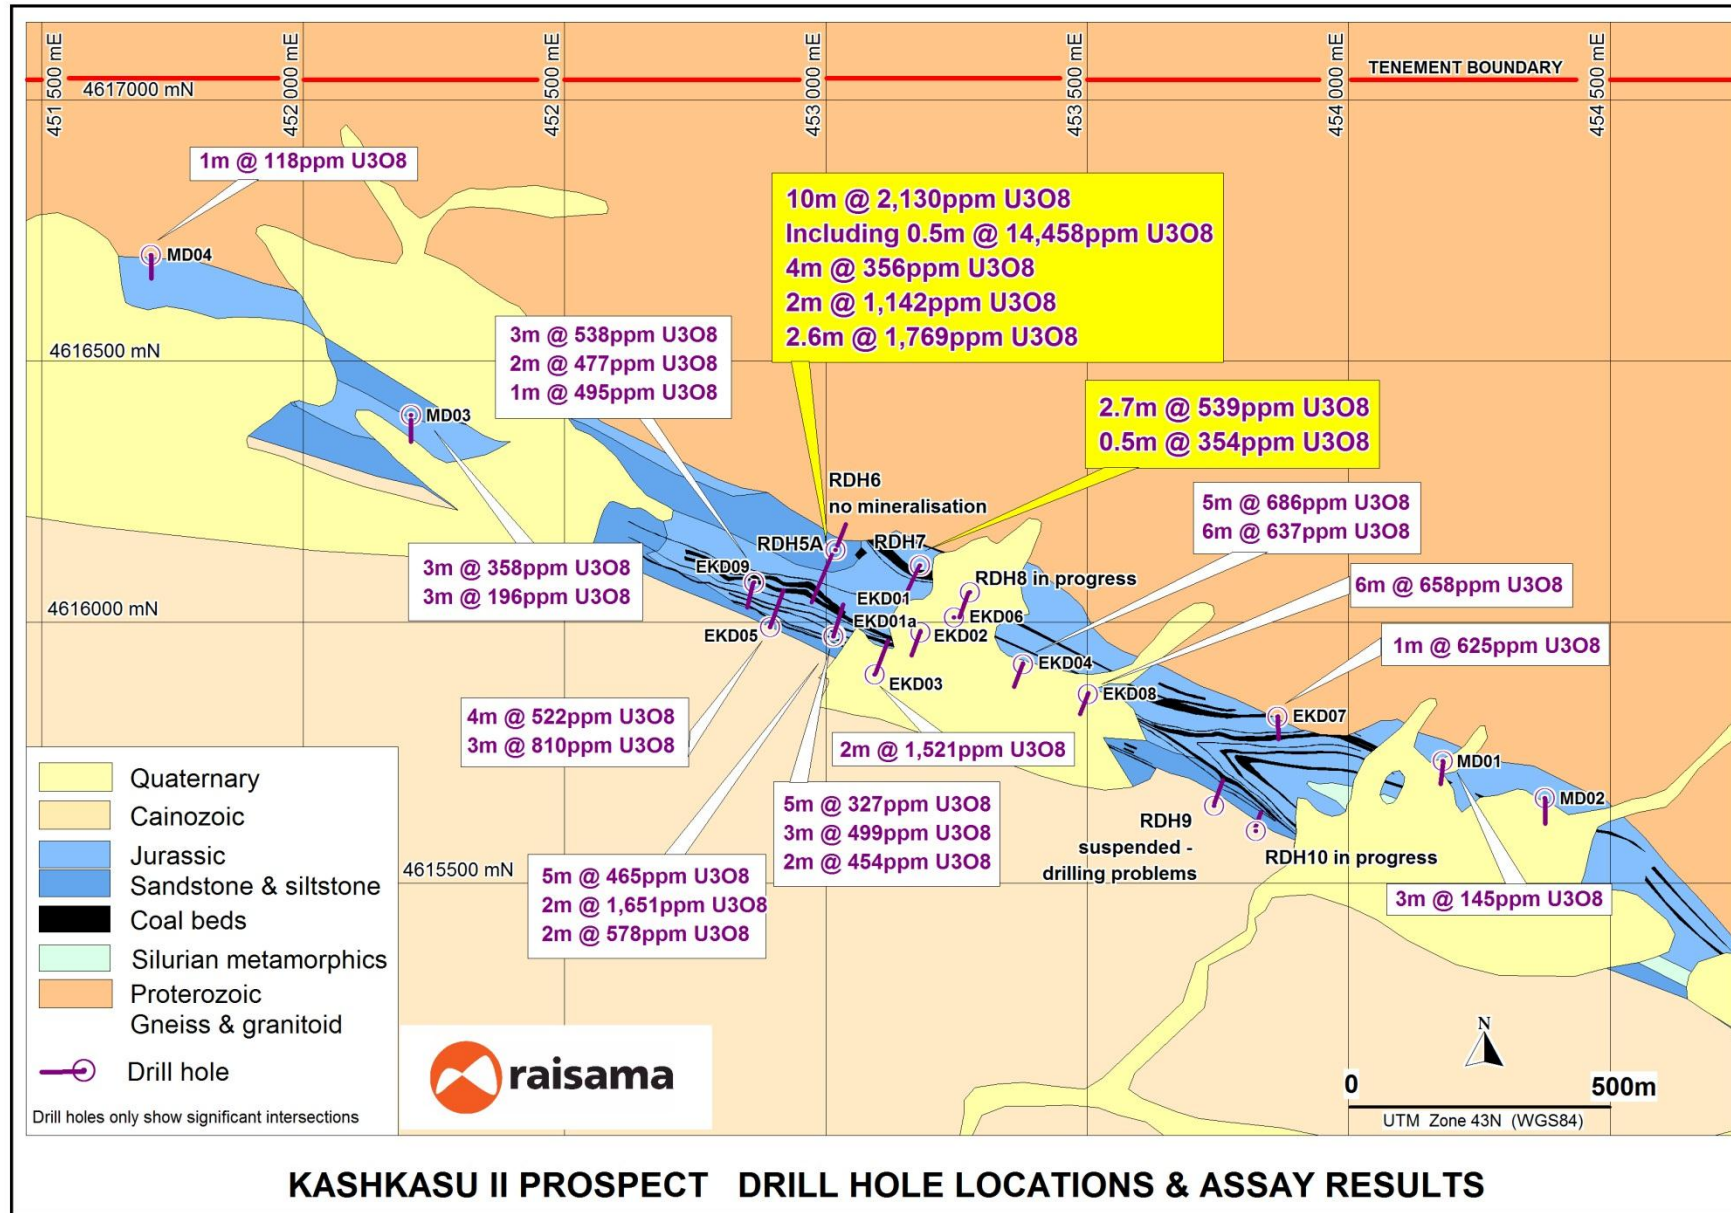 451 500 mE
452 000 mE
452 500 mE
453 000 mE
453 500 mE
454 000 mE
454 500 mE
TENEMENT BOUNDARY
4617000 mN
1m @ 118ppm U3O8
MD04
10m @ 2,130ppm U3O8
Including 0.5m @ 14,458ppm U3O8
4m @ 356ppm U3O8
2m @ 1,142ppm U3O8
2.6m @ 1,769ppm U3O8
3m @ 538ppm U3O8
2m @ 477ppm U3O8
1m @ 495ppm U3O8
4616500 mN
2.7m @ 539ppm U3O8
0.5m @ 354ppm U3O8
MD03
RDH6
no mineralisation
5m @ 686ppm U3O8
6m @ 637ppm U3O8
RDH5A
RDH7
3m @ 358ppm U3O8
3m @ 196ppm U3O8
EKD09
RDH8 in progress
6m @ 658ppm U3O8
4616000 mN
EKD01
EKD06
EKD01a
EKD02
EKD05
1m @ 625ppm U3O8
EKD04
EKD03
EKD08
4m @ 522ppm U3O8
3m @ 810ppm U3O8
EKD07
2m @ 1,521ppm U3O8
MD01
MD02
5m @ 327ppm U3O8
3m @ 499ppm U3O8
2m @ 454ppm U3O8
RDH9
suspended -
drilling problems
RDH10 in progress
4615500 mN
5m @ 465ppm U3O8
2m @ 1,651ppm U3O8
2m @ 578ppm U3O8
3m @ 145ppm U3O8
Quaternary
Cainozoic
Jurassic
Sandstone & siltstone
Coal beds
Silurian metamorphics
Proterozoic
Gneiss & granitoid
Drill hole
Drill holes only show significant intersections
raisama
N
0
500m
UTM Zone 43N (WGS84)
KASHKASU II PROSPECT DRILL HOLE LOCATIONS & ASSAY RESULTS